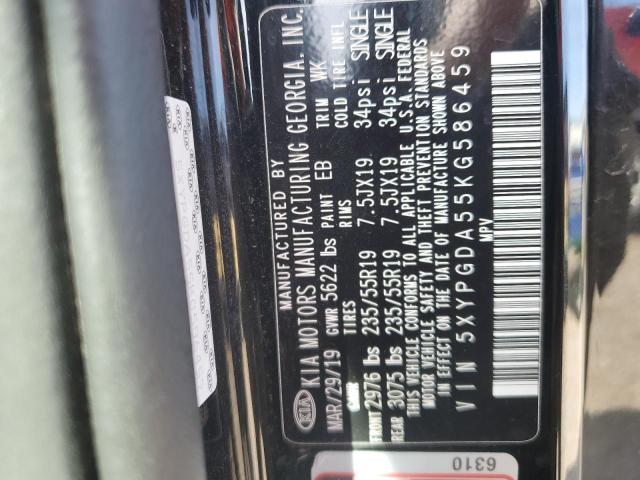 MANUFACTURED BY
KIA KIA MOTORS MANUFACTURING GEORGIA, INC.
MAR/29/19 GVWR 5622 lbs PAINT EB TRIM WK
GAWR TIRES RIMS COLD TIRE INFL
FRONT 2976 lbs 235/55R19 7.5JX19 34psi SINGLE
REAR 3075 lbs 235/55R19 7.5JX19 34psi SINGLE
THIS VEHICLE CONFORMS TO ALL APPLICABLE U.S.A. FEDERAL
MOTOR VEHICLE SAFETY AND THEFT PREVENTION STANDARDS
IN EFFECT ON THE DATE OF MANUFACTURE SHOWN ABOVE
VIN 5XYPGDA55KG586459
MPV
6310